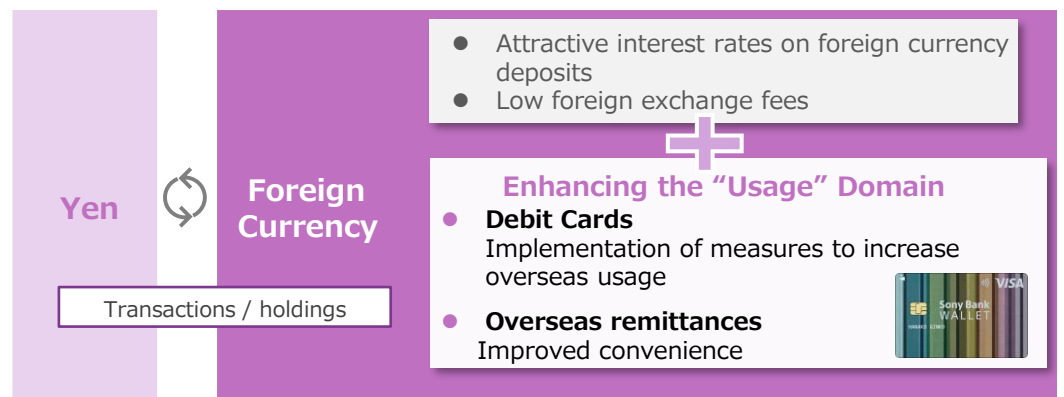 Yen
Foreign
Currency
Transactions / holdings
● Attractive interest rates on foreign currency
deposits
● Low foreign exchange fees
Enhancing the “Usage” Domain
● Debit Cards
Implementation of measures to increase
overseas usage
● Overseas remittances
Improved convenience
VISA
Sony Bank
WALLET